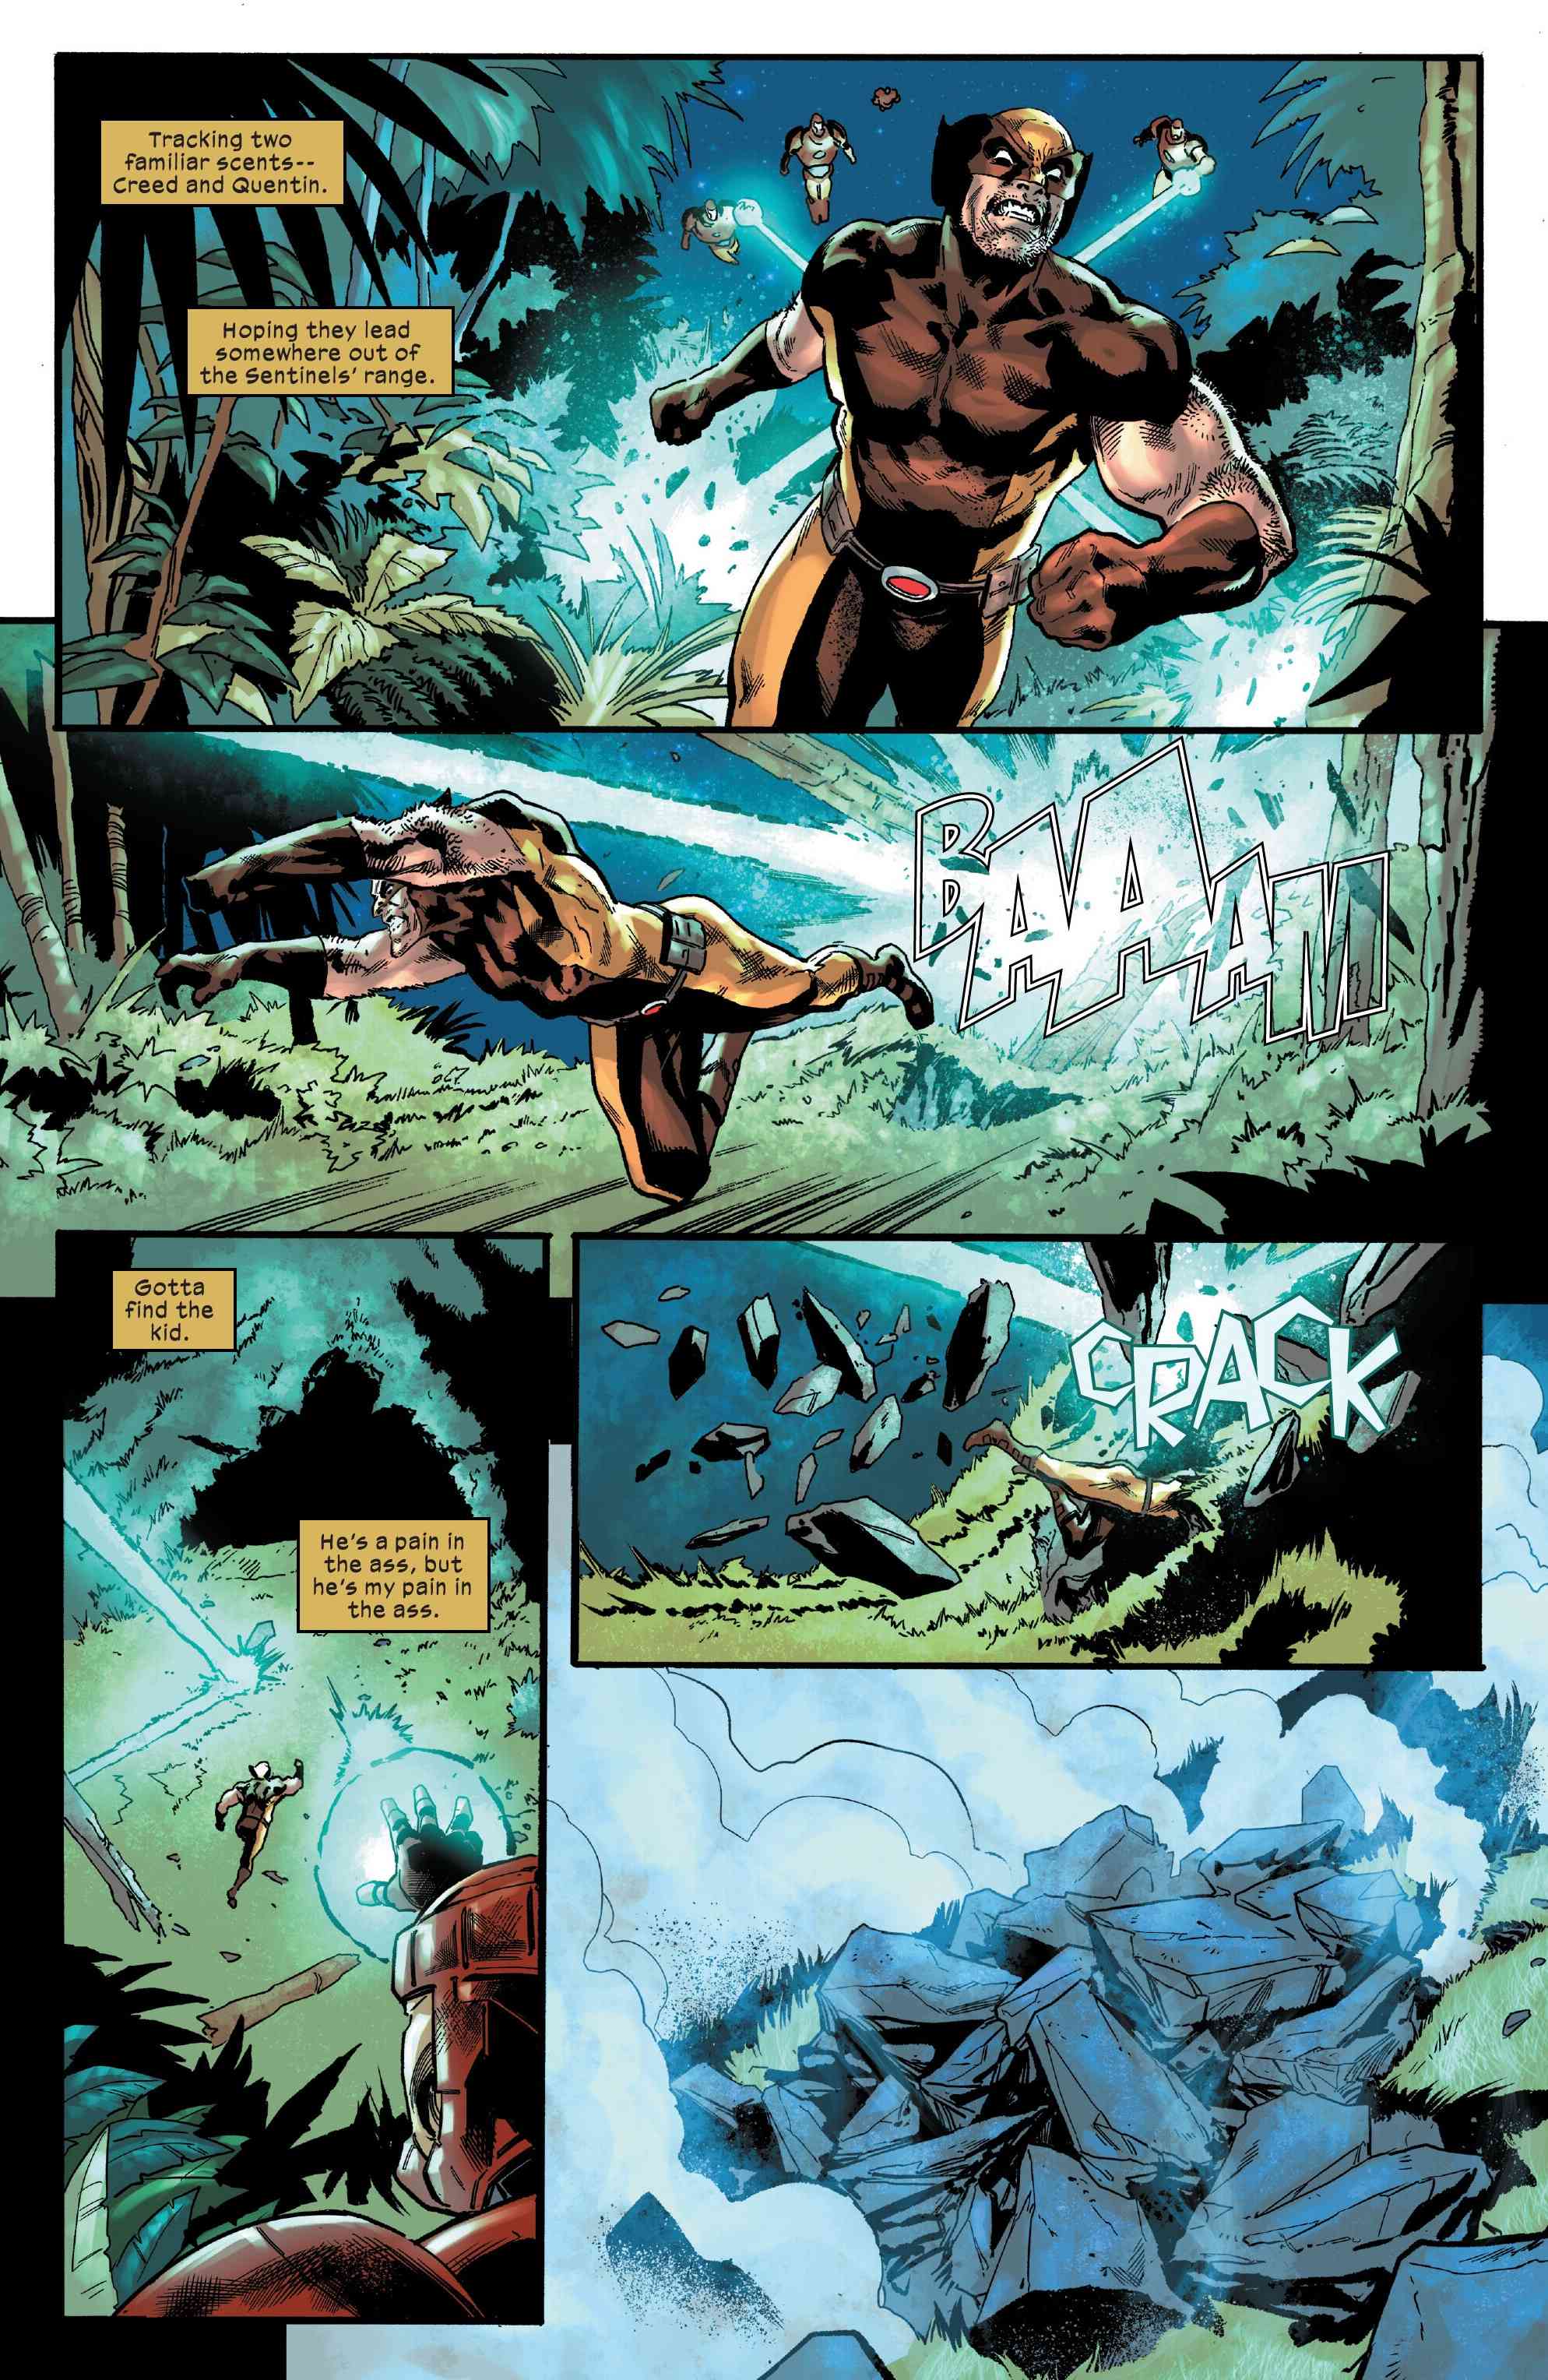 Tracking two
familiar scents--
Creed and Quentin.
Hoping they lead
somewhere out of
the Sentinels' range.
BAAAAM
Gotta
find the
kid.
He's a pain in
the ass, but
he's my pain in
the ass.
CRACK